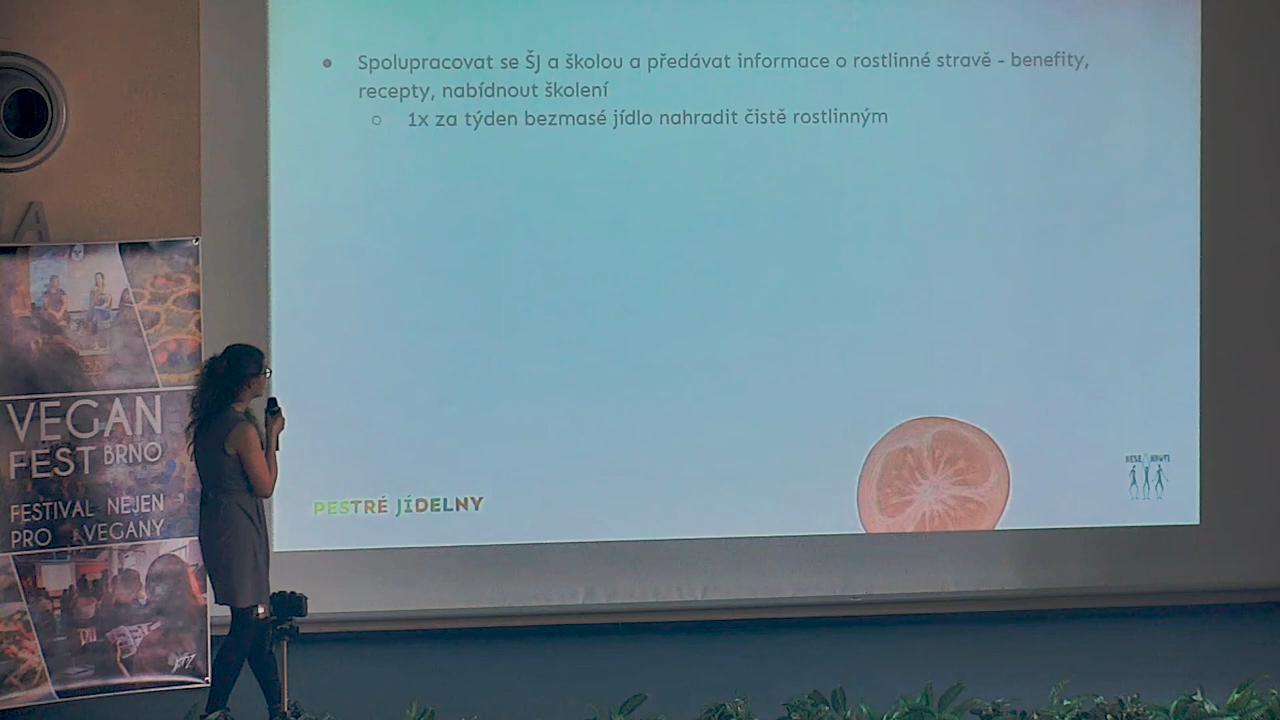 • Spolupracovat se ŠJ a školou a předávat informace o rostlinné stravě - benefity,
recepty, nabídnout školení
○ 1x za týden bezmasé jídlo nahradit čistě rostlinným
PESTRÉ JÍDELNY
A
VEGAN
FEST BRNO
FESTIVAL NEJEN
PRO VEGANY